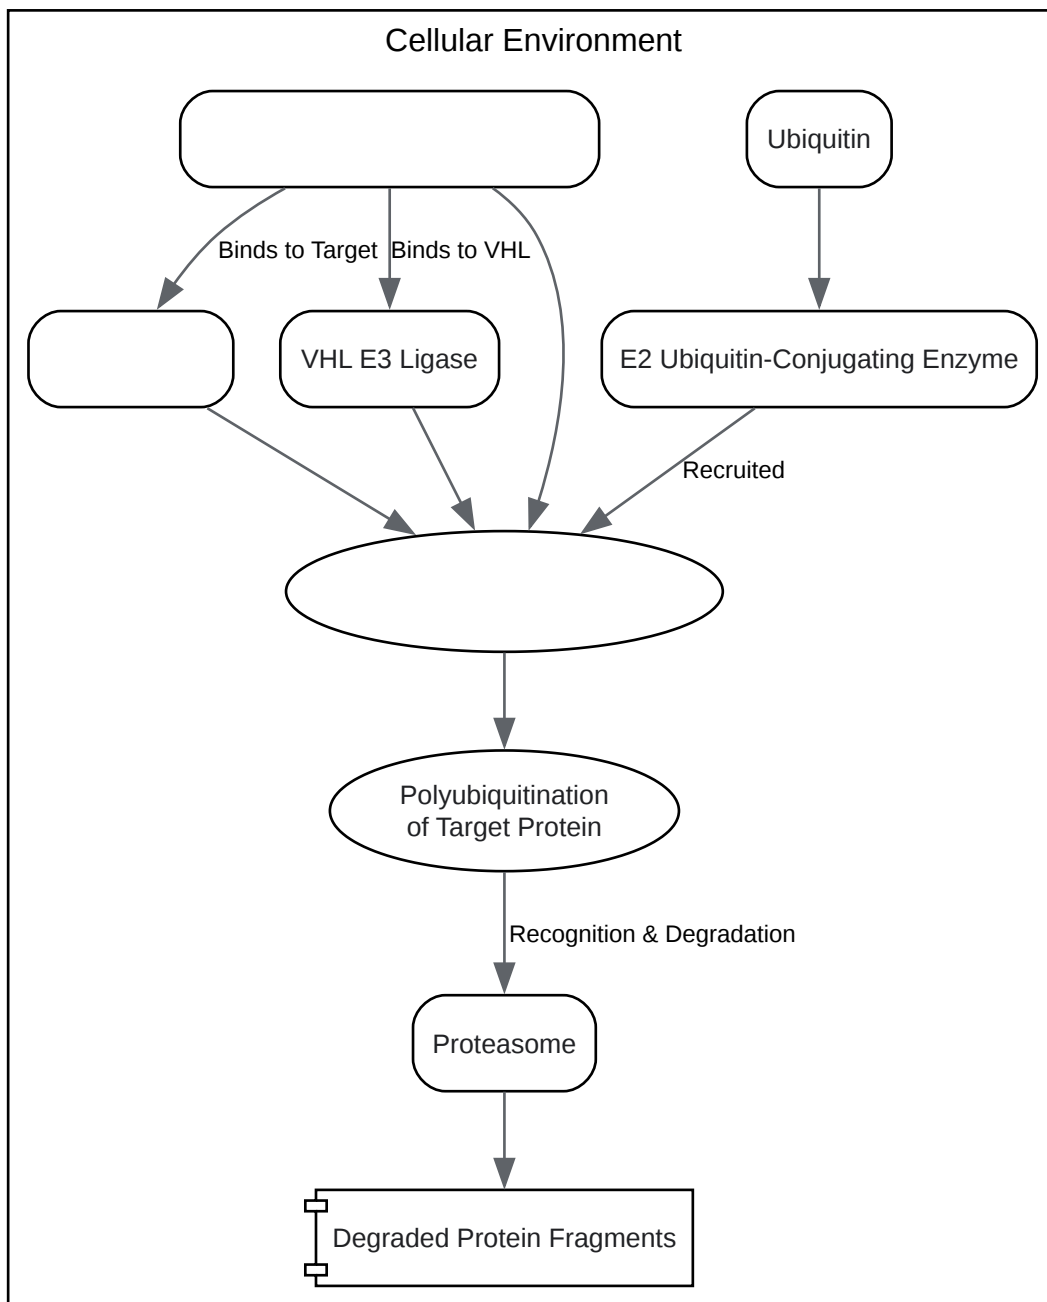 Cellular Environment
Ubiquitin
Binds to Target
Binds to VHL
VHL E3 Ligase
E2 Ubiquitin-Conjugating Enzyme
Recruited
Polyubiquitination
of Target Protein
Recognition & Degradation
Proteasome
Degraded Protein Fragments